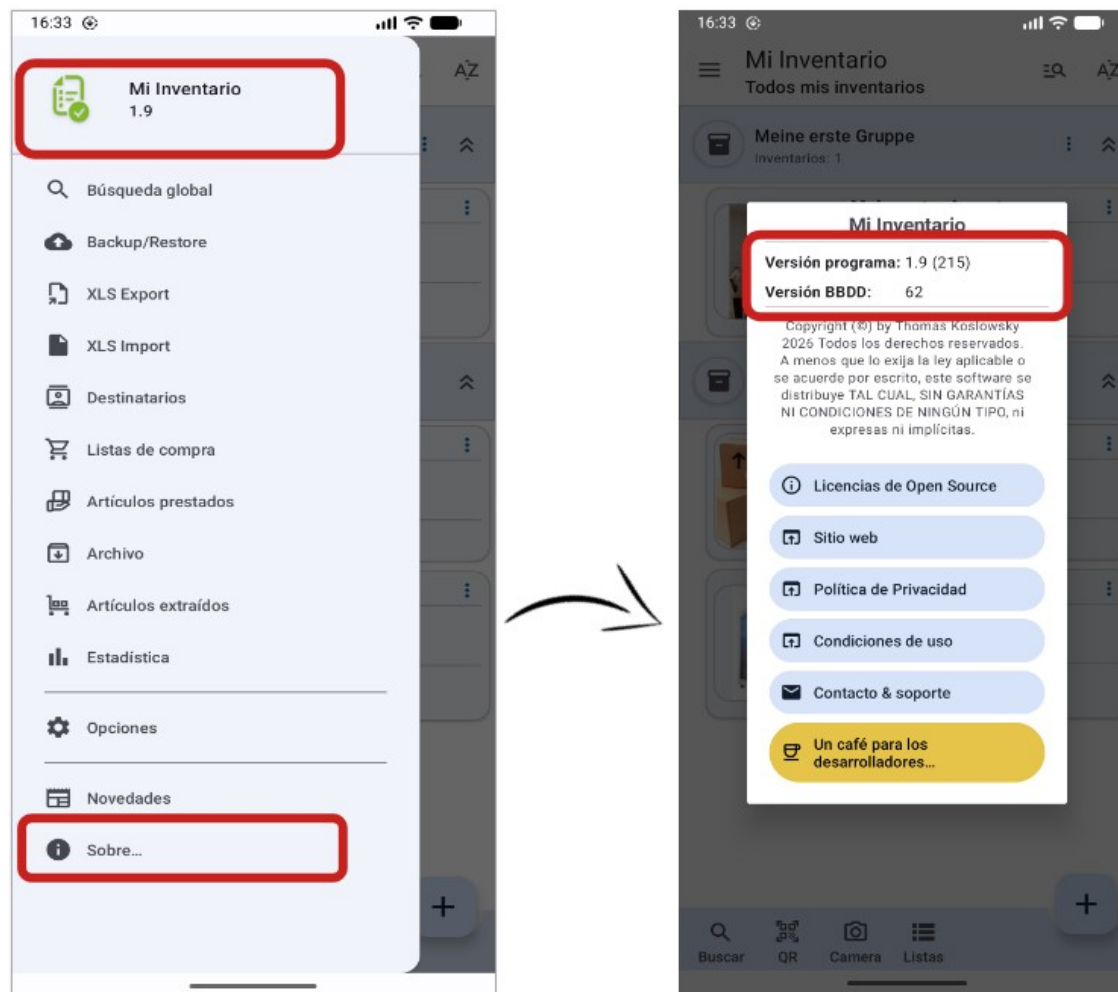 16:33
Mi Inventario
1.9
Búsqueda global
Backup/Restore
XLS Export
XLS Import
Destinatarios
Listas de compra
Artículos prestados
Archivo
Artículos extraídos
Estadística
Opciones
Novedades
Sobre...
AZ
+
16:33
Mi Inventario
Todos mis inventarios
AZ
Meine erste Gruppe
Inventarios: 1
Mi Inventario
Versión programa: 1.9 (215)
Versión BBDD: 62
Copyright (©) by Thomas Koslowsky
2026 Todos los derechos reservados.
A menos que lo exija la ley aplicable o
se acuerde por escrito, este software se
distribuye TAL CUAL, SIN GARANTÍAS
NI CONDICIONES DE NINGÚN TIPO, ni
expresas ni implícitas.
Licencias de Open Source
Sitio web
Política de Privacidad
Condiciones de uso
Contacto & soporte
Un café para los
desarrolladores...
+
Buscar QR Camera Listas